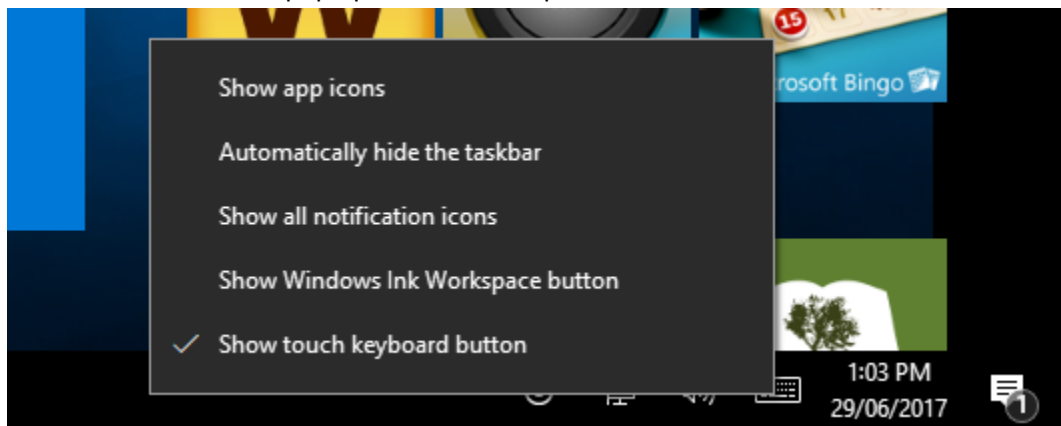 15
rosoft Bingo
Show app icons
Automatically hide the taskbar
Show all notification icons
Show Windows Ink Workspace button
Show touch keyboard button
1:03 PM
29/06/2017
1